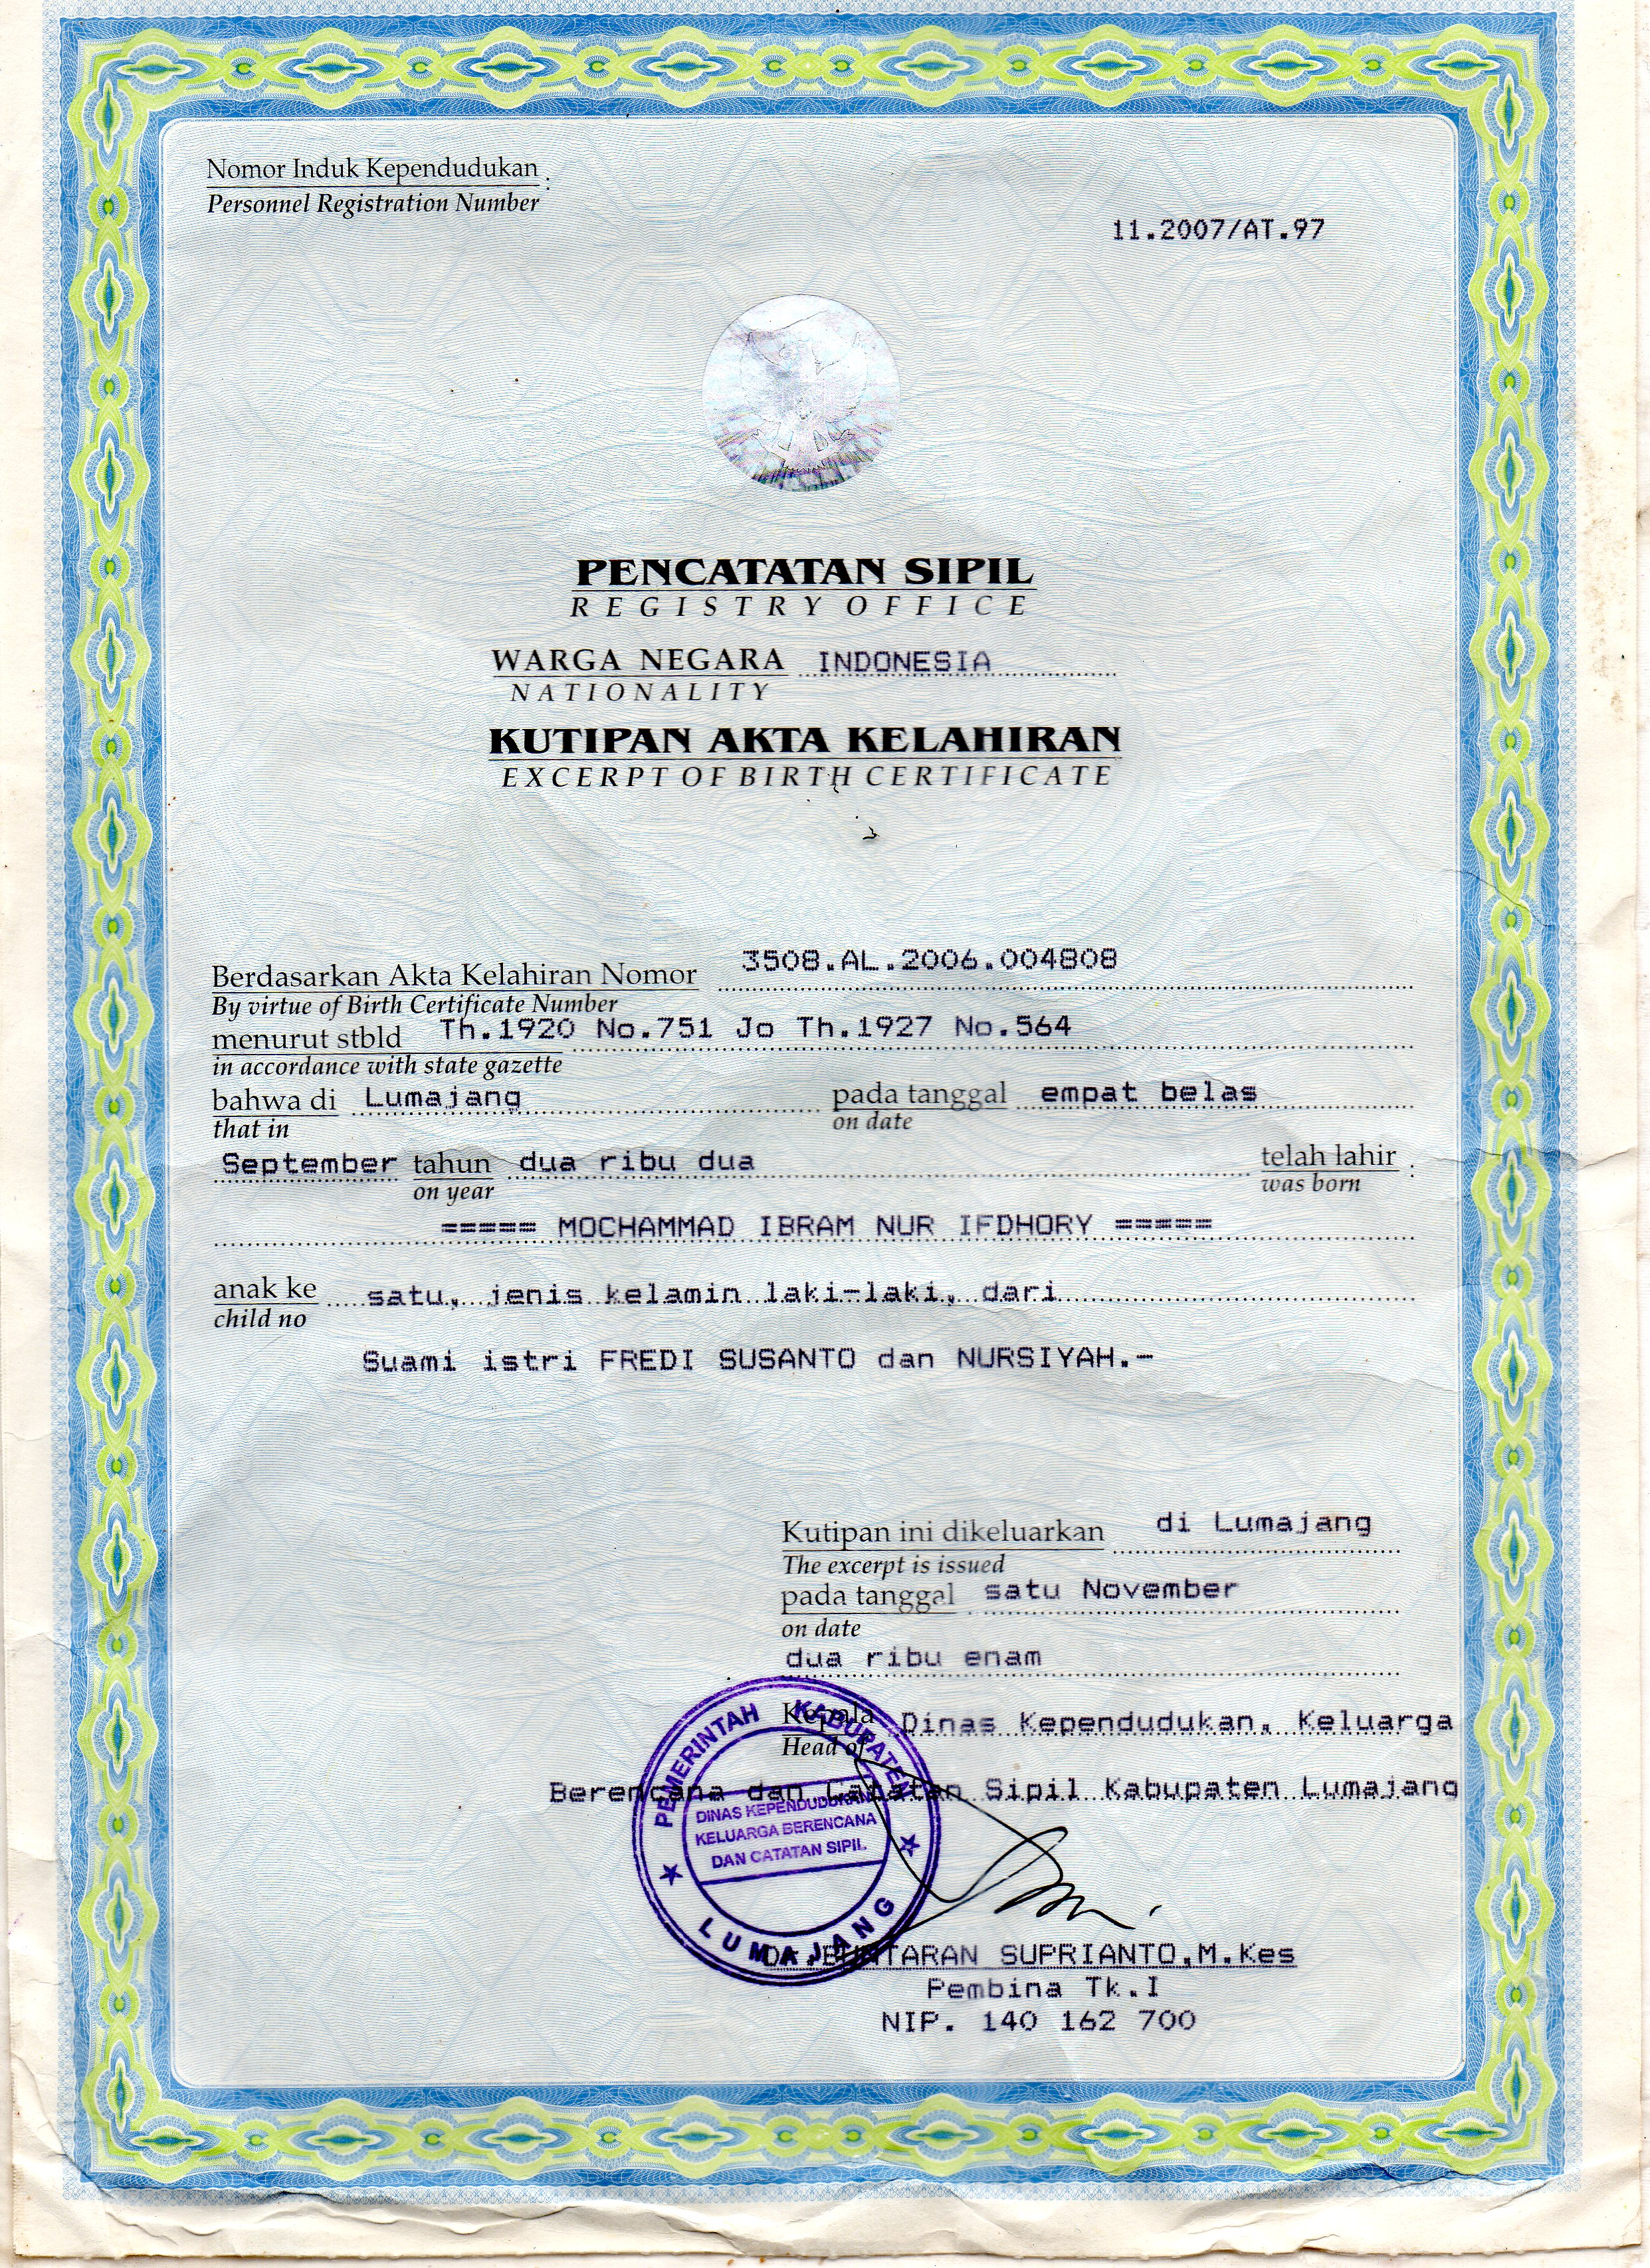 Nomor Induk Kependudukan :
Personnel Registration Number
11.2007/AT.97
PENCATATAN SIPIL
REGISTRY OFFICE
WARGA NEGARA INDONESIA
NATIONALITY
KUTIPAN AKTA KELAHIRAN
EXCERPT OF BIRTH CERTIFICATE
Berdasarkan Akta Kelahiran Nomor 3508.AL.2006.004808
By virtue of Birth Certificate Number
menurut stbld Th.1920 No.751 Jo Th.1927 No.564
in accordance with state gazette
bahwa di Lumajang pada tanggal empat belas
that in on date
September tahun dua ribu dua telah lahir :
on year was born
===== MOCHAMMAD IBRAM NUR IFDHORY =====
anak ke satu, jenis kelamin laki-laki, dari
child no
Suami istri FREDI SUSANTO dan NURSIYAH.-
Kutipan ini dikeluarkan di Lumajang
The excerpt is issued
pada tanggal satu November
on date
dua ribu enam
Kepala Dinas Kependudukan, Keluarga
Head of
Berencana dan Catatan Sipil Kabupaten Lumajang
PEMERINTAH KABUPATEN
DINAS KEPENDUDUKAN
KELUARGA BERENCANA
DAN CATATAN SIPIL
LUMAJANG
SUPRIANTO,M.Kes
Pembina Tk.I
NIP. 140 162 700